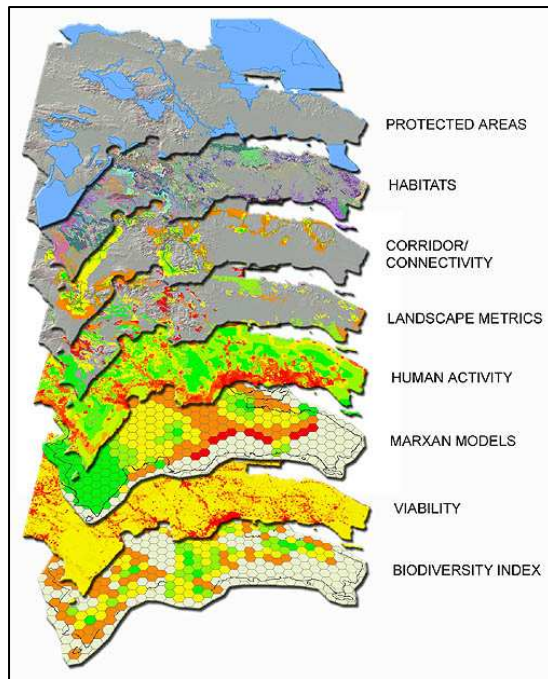 PROTECTED AREAS
HABITATS
CORRIDOR/
CONNECTIVITY
LANDSCAPE METRICS
HUMAN ACTIVITY
MARXAN MODELS
VIABILITY
BIODIVERSITY INDEX